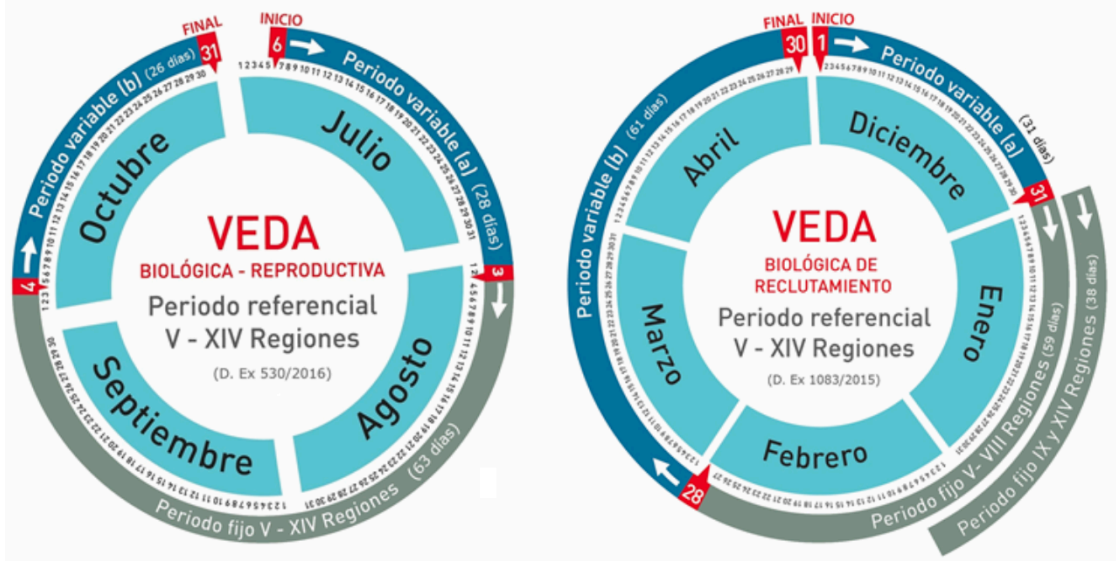 FINAL
31
INICIO
6
Periodo variable (b) (26 días)
Periodo variable (a) (28 días)
Octubre
Julio
VEDA
BIOLÓGICA - REPRODUCTIVA
Periodo referencial
V - XIV Regiones
(D. Ex 530/2016)
4
3
Septiembre
Agosto
Periodo fijo V - XIV Regiones (63 días)
FINAL
30
INICIO
1
Periodo variable (b) (61 días)
Periodo variable (a)
(31 días)
31
Abril
Diciembre
VEDA
BIOLÓGICA DE
RECLUTAMIENTO
Periodo referencial
V - XIV Regiones
(D. Ex 1083/2015)
Marzo
Enero
Febrero
28
Periodo fijo V- VIII Regiones (59 días)
Periodo fijo IX y XIV Regiones (38 días)